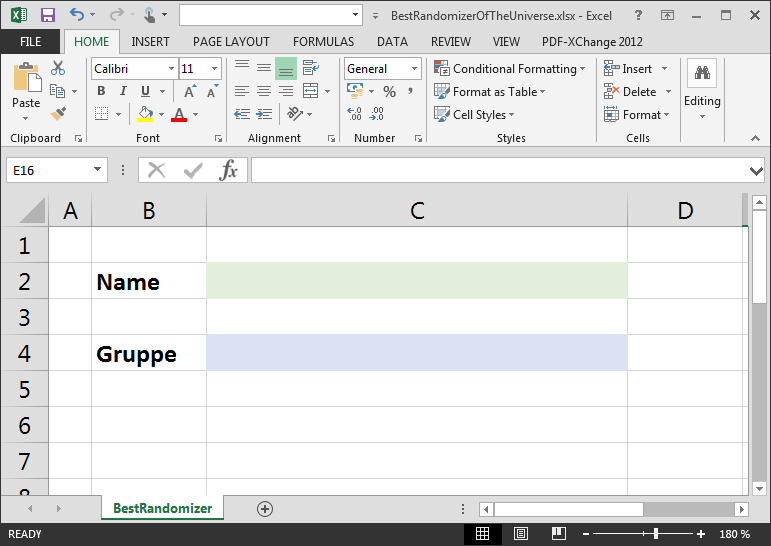 BestRandomizerOfTheUniverse.xlsx - Excel
FILE HOME INSERT PAGE LAYOUT FORMULAS DATA REVIEW VIEW PDF-XChange 2012
Calibri 11 General Conditional Formatting Insert
Paste B I U A A % , Format as Table Delete Editing
A Cell Styles Format
Clipboard Font Alignment Number Styles Cells
E16 fx
A B C D
1
2 Name
3
4 Gruppe
5
6
7
8
BestRandomizer
READY 180 %